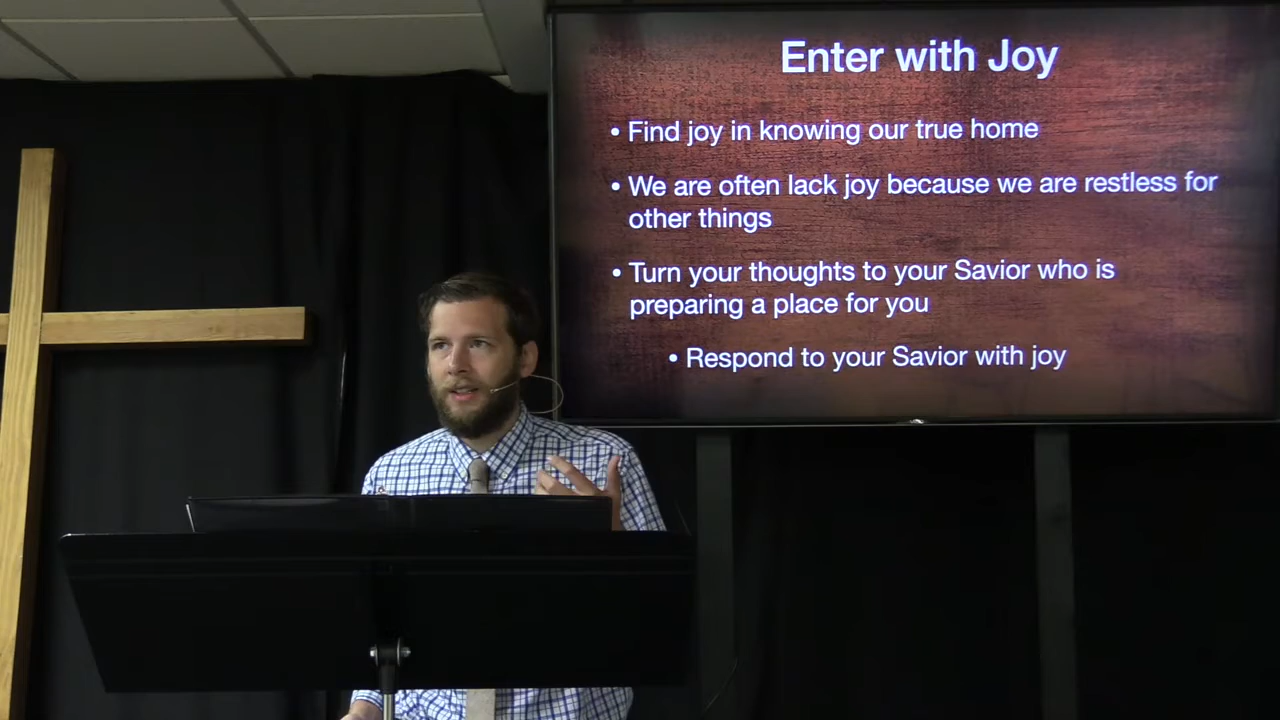 Enter with Joy
• Find joy in knowing our true home
• We are often lack joy because we are restless for
other things
• Turn your thoughts to your Savior who is
preparing a place for you
• Respond to your Savior with joy